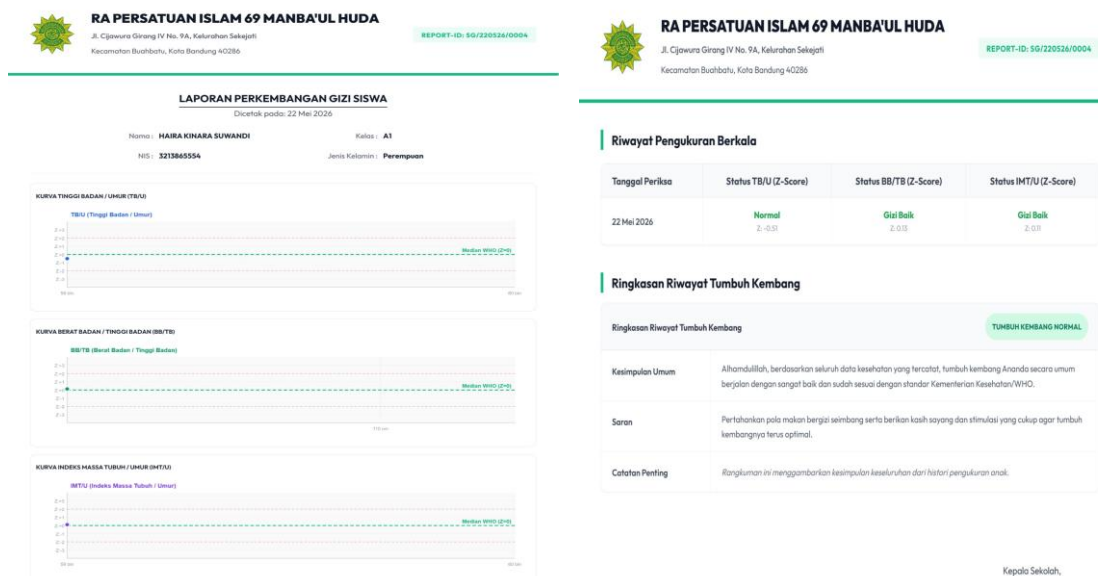 RA PERSATUAN ISLAM 69 MANBA'UL HUDA
Jl. Cijawura Girang IV No. 9A, Kelurahan Sekejati
Kecamatan Buahbatu, Kota Bandung 40286
REPORT-ID: SG/220526/0004
LAPORAN PERKEMBANGAN GIZI SISWA
Dicetak pada: 22 Mei 2026
Nama : HAIRA KINARA SUWANDI
Kelas : A1
NIS : 3213865554
Jenis Kelamin : Perempuan
KURVA TINGGI BADAN / UMUR (TB/U)
TB/U (Tinggi Badan / Umur)
Median WHO (Z=0)
KURVA BERAT BADAN / TINGGI BADAN (BB/TB)
BB/TB (Berat Badan / Tinggi Badan)
Median WHO (Z=0)
KURVA INDEKS MASSA TUBUH / UMUR (IMT/U)
IMT/U (Indeks Massa Tubuh / Umur)
Median WHO (Z=0)
RA PERSATUAN ISLAM 69 MANBA'UL HUDA
Jl. Cijawura Girang IV No. 9A, Kelurahan Sekejati
Kecamatan Buahbatu, Kota Bandung 40286
REPORT-ID: SG/220526/0004
Riwayat Pengukuran Berkala
Tanggal Periksa Status TB/U (Z-Score) Status BB/TB (Z-Score) Status IMT/U (Z-Score)
22 Mei 2026 Normal Gizi Baik Gizi Baik
Z: -0.51 Z: 0.13 Z: 0.11
Ringkasan Riwayat Tumbuh Kembang
Ringkasan Riwayat Tumbuh Kembang
TUMBUH KEMBANG NORMAL
Kesimpulan Umum
Alhamdulillah, berdasarkan seluruh data kesehatan yang tercatat, tumbuh kembang Ananda secara umum
berjalan dengan sangat baik dan sudah sesuai dengan standar Kementerian Kesehatan/WHO.
Saran
Pertahankan pola makan bergizi seimbang serta berikan kasih sayang dan stimulasi yang cukup agar tumbuh
kembangnya terus optimal.
Catatan Penting
Rangkuman ini menggambarkan kesimpulan keseluruhan dari histori pengukuran anak.
Kepala Sekolah,